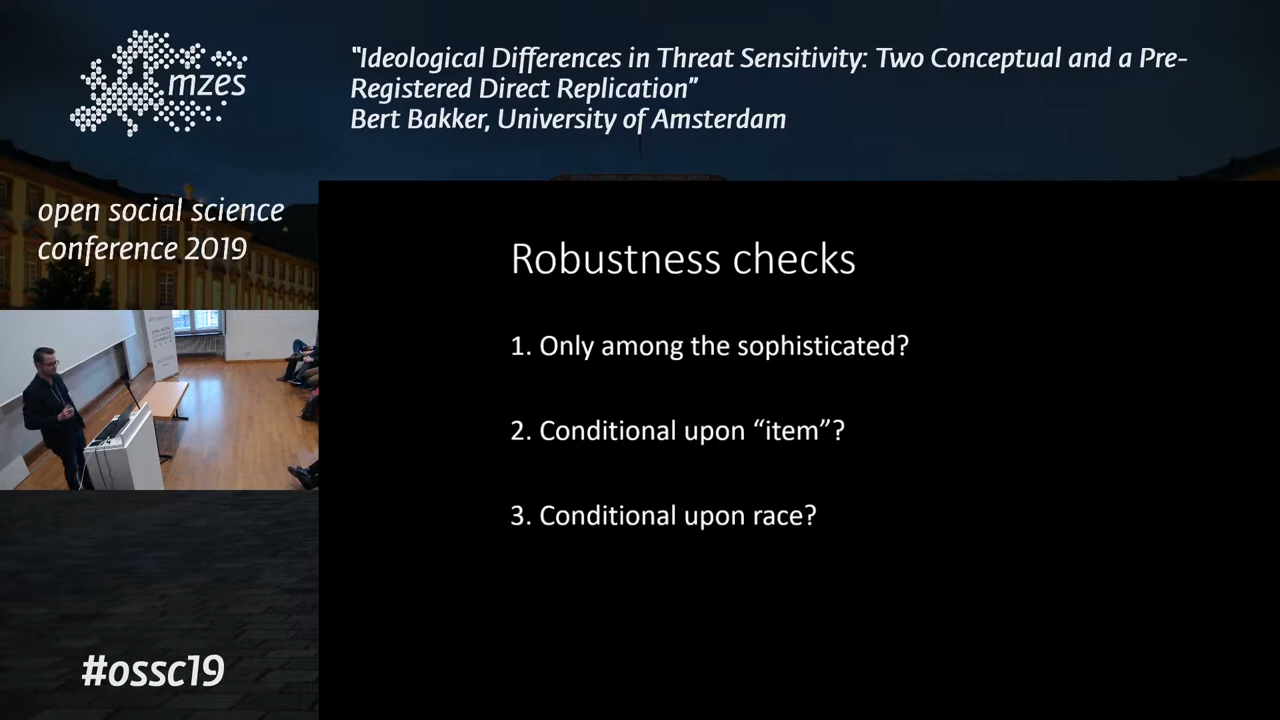 mzes
"Ideological Differences in Threat Sensitivity: Two Conceptual and a Pre-
Registered Direct Replication"
Bert Bakker, University of Amsterdam
open social science
conference 2019
Robustness checks
1. Only among the sophisticated?
2. Conditional upon “item”?
3. Conditional upon race?
#ossc19